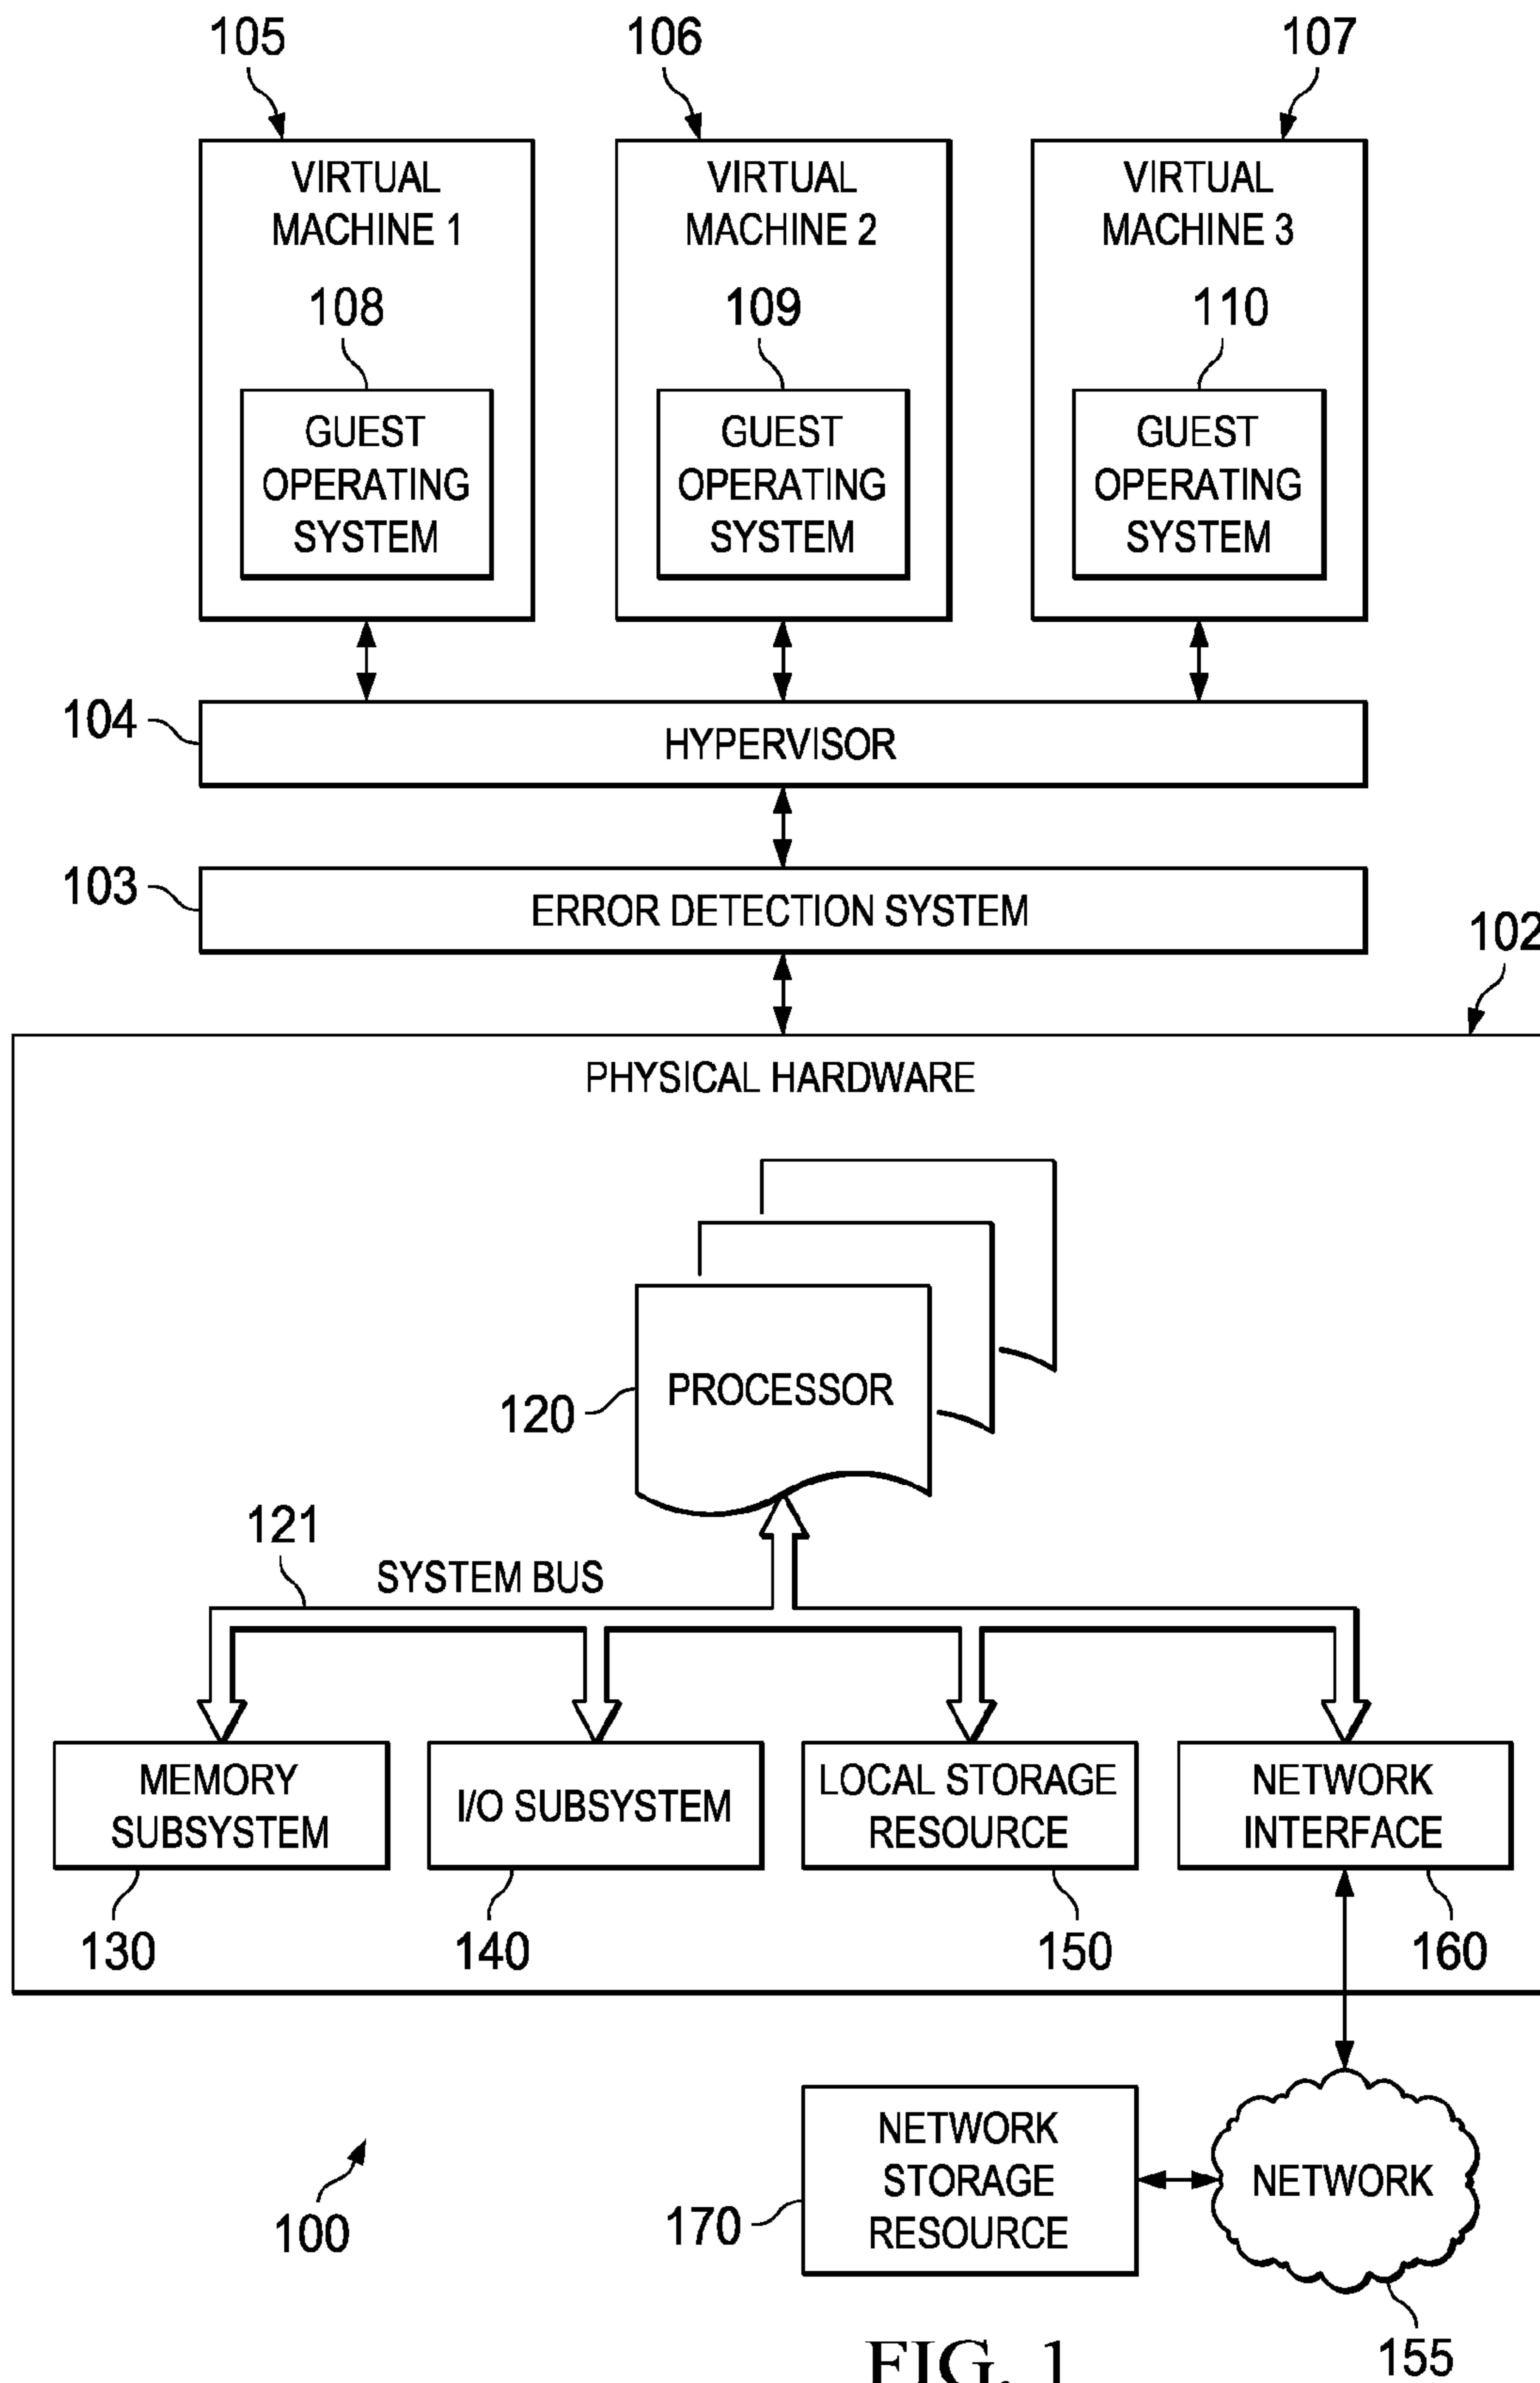 105
106
107
VIRTUAL
MACHINE 1
VIRTUAL
MACHINE 2
VIRTUAL
MACHINE 3
108
109
110
GUEST
OPERATING
SYSTEM
GUEST
OPERATING
SYSTEM
GUEST
OPERATING
SYSTEM
104
HYPERVISOR
103
ERROR DETECTION SYSTEM
102
PHYSICAL HARDWARE
PROCESSOR
120
121
SYSTEM BUS
MEMORY
SUBSYSTEM
I/O SUBSYSTEM
LOCAL STORAGE
RESOURCE
NETWORK
INTERFACE
130
140
150
160
NETWORK
STORAGE
RESOURCE
NETWORK
170
100
155
FIG. 1